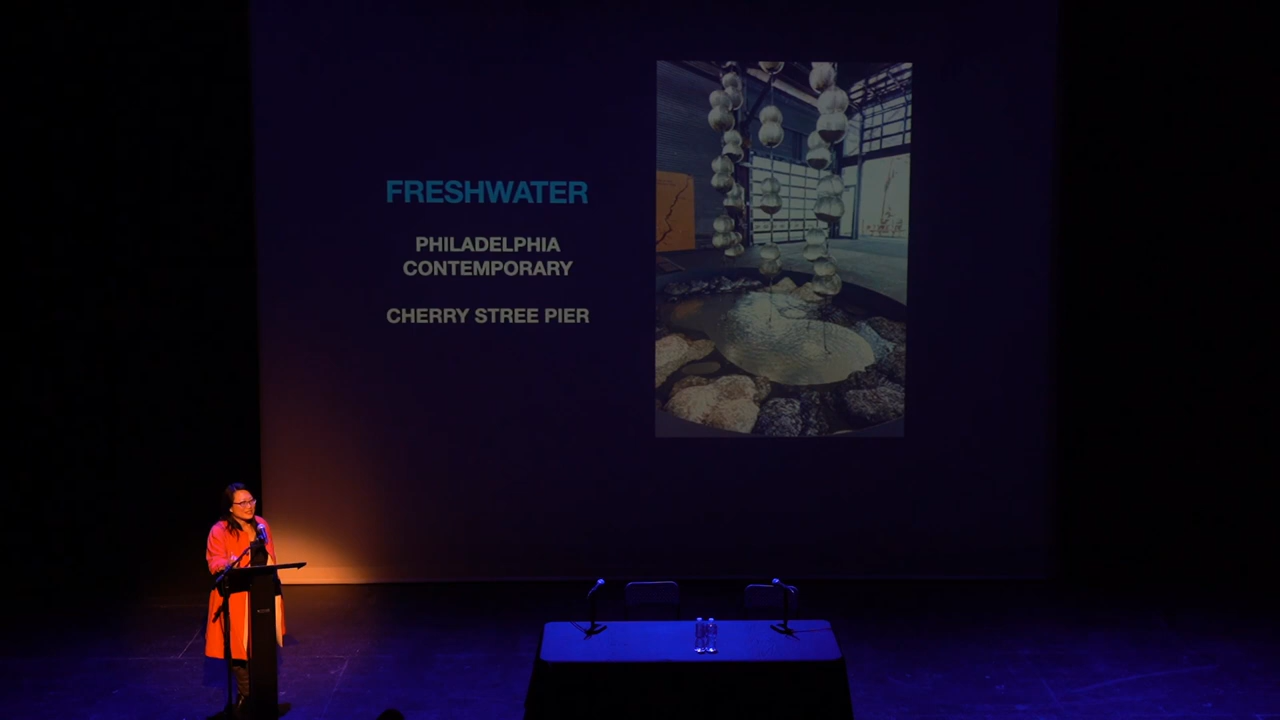 FRESHWATER
PHILADELPHIA
CONTEMPORARY
CHERRY STREE PIER